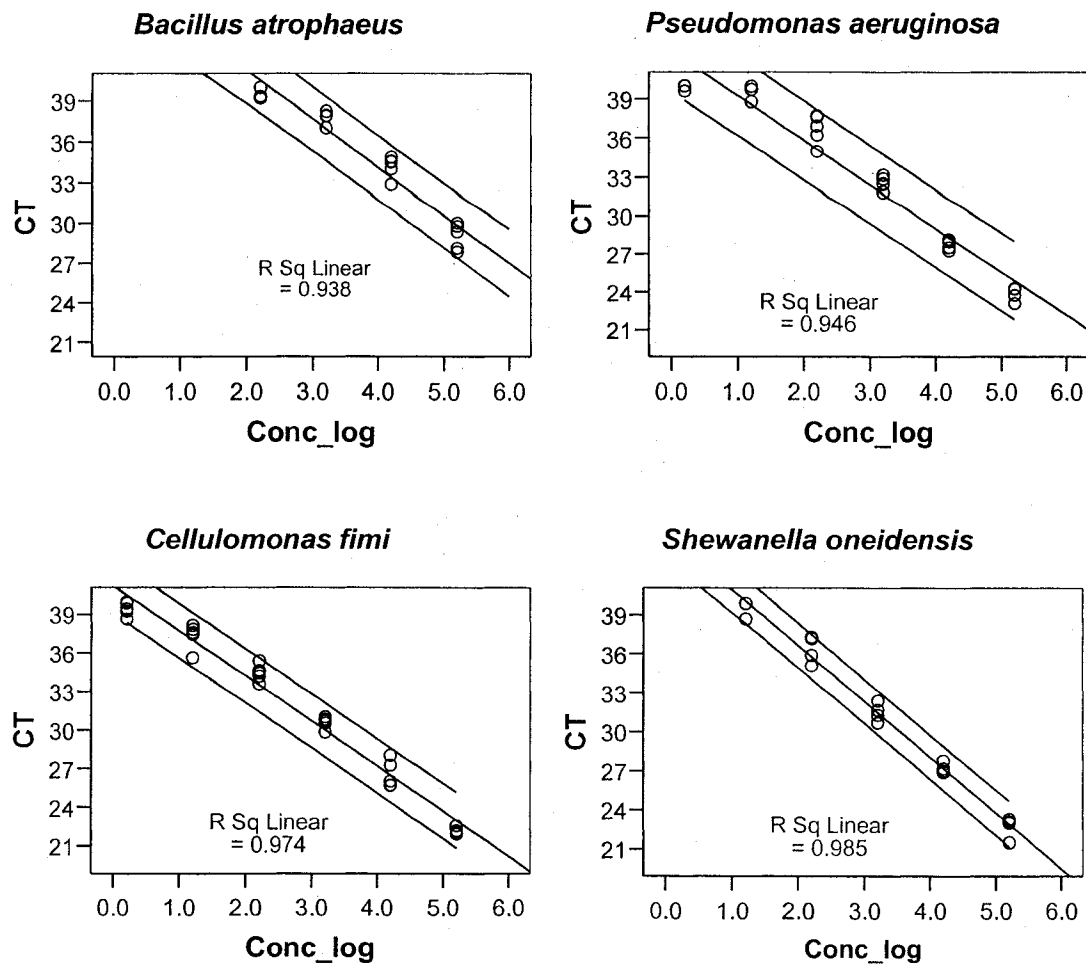 Bacillus atrophaeus
39
36
33
30
27
24
21
CT
R Sq Linear
= 0.938
0.0 1.0 2.0 3.0 4.0 5.0 6.0
Conc_log
Pseudomonas aeruginosa
39
36
33
30
27
24
21
CT
R Sq Linear
= 0.946
0.0 1.0 2.0 3.0 4.0 5.0 6.0
Conc_log
Cellulomonas fimi
39
36
33
30
27
24
21
CT
R Sq Linear
= 0.974
0.0 1.0 2.0 3.0 4.0 5.0 6.0
Conc_log
Shewanella oneidensis
39
36
33
30
27
24
21
CT
R Sq Linear
= 0.985
0.0 1.0 2.0 3.0 4.0 5.0 6.0
Conc_log